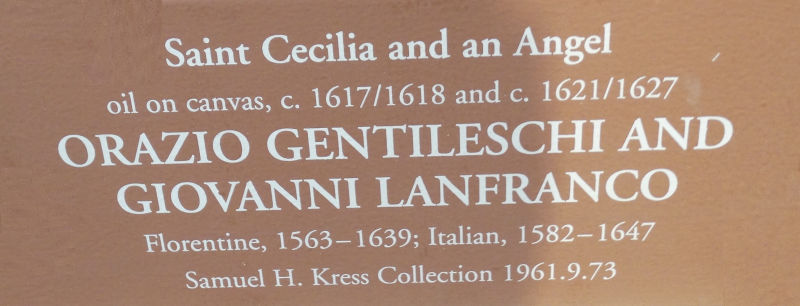 Saint Cecilia and an Angel
oil on canvas, c. 1617/1618 and c. 1621/1627
ORAZIO GENTILESCHI AND
GIOVANNI LANFRANCO
Florentine, 1563–1639; Italian, 1582–1647
Samuel H. Kress Collection 1961.9.73